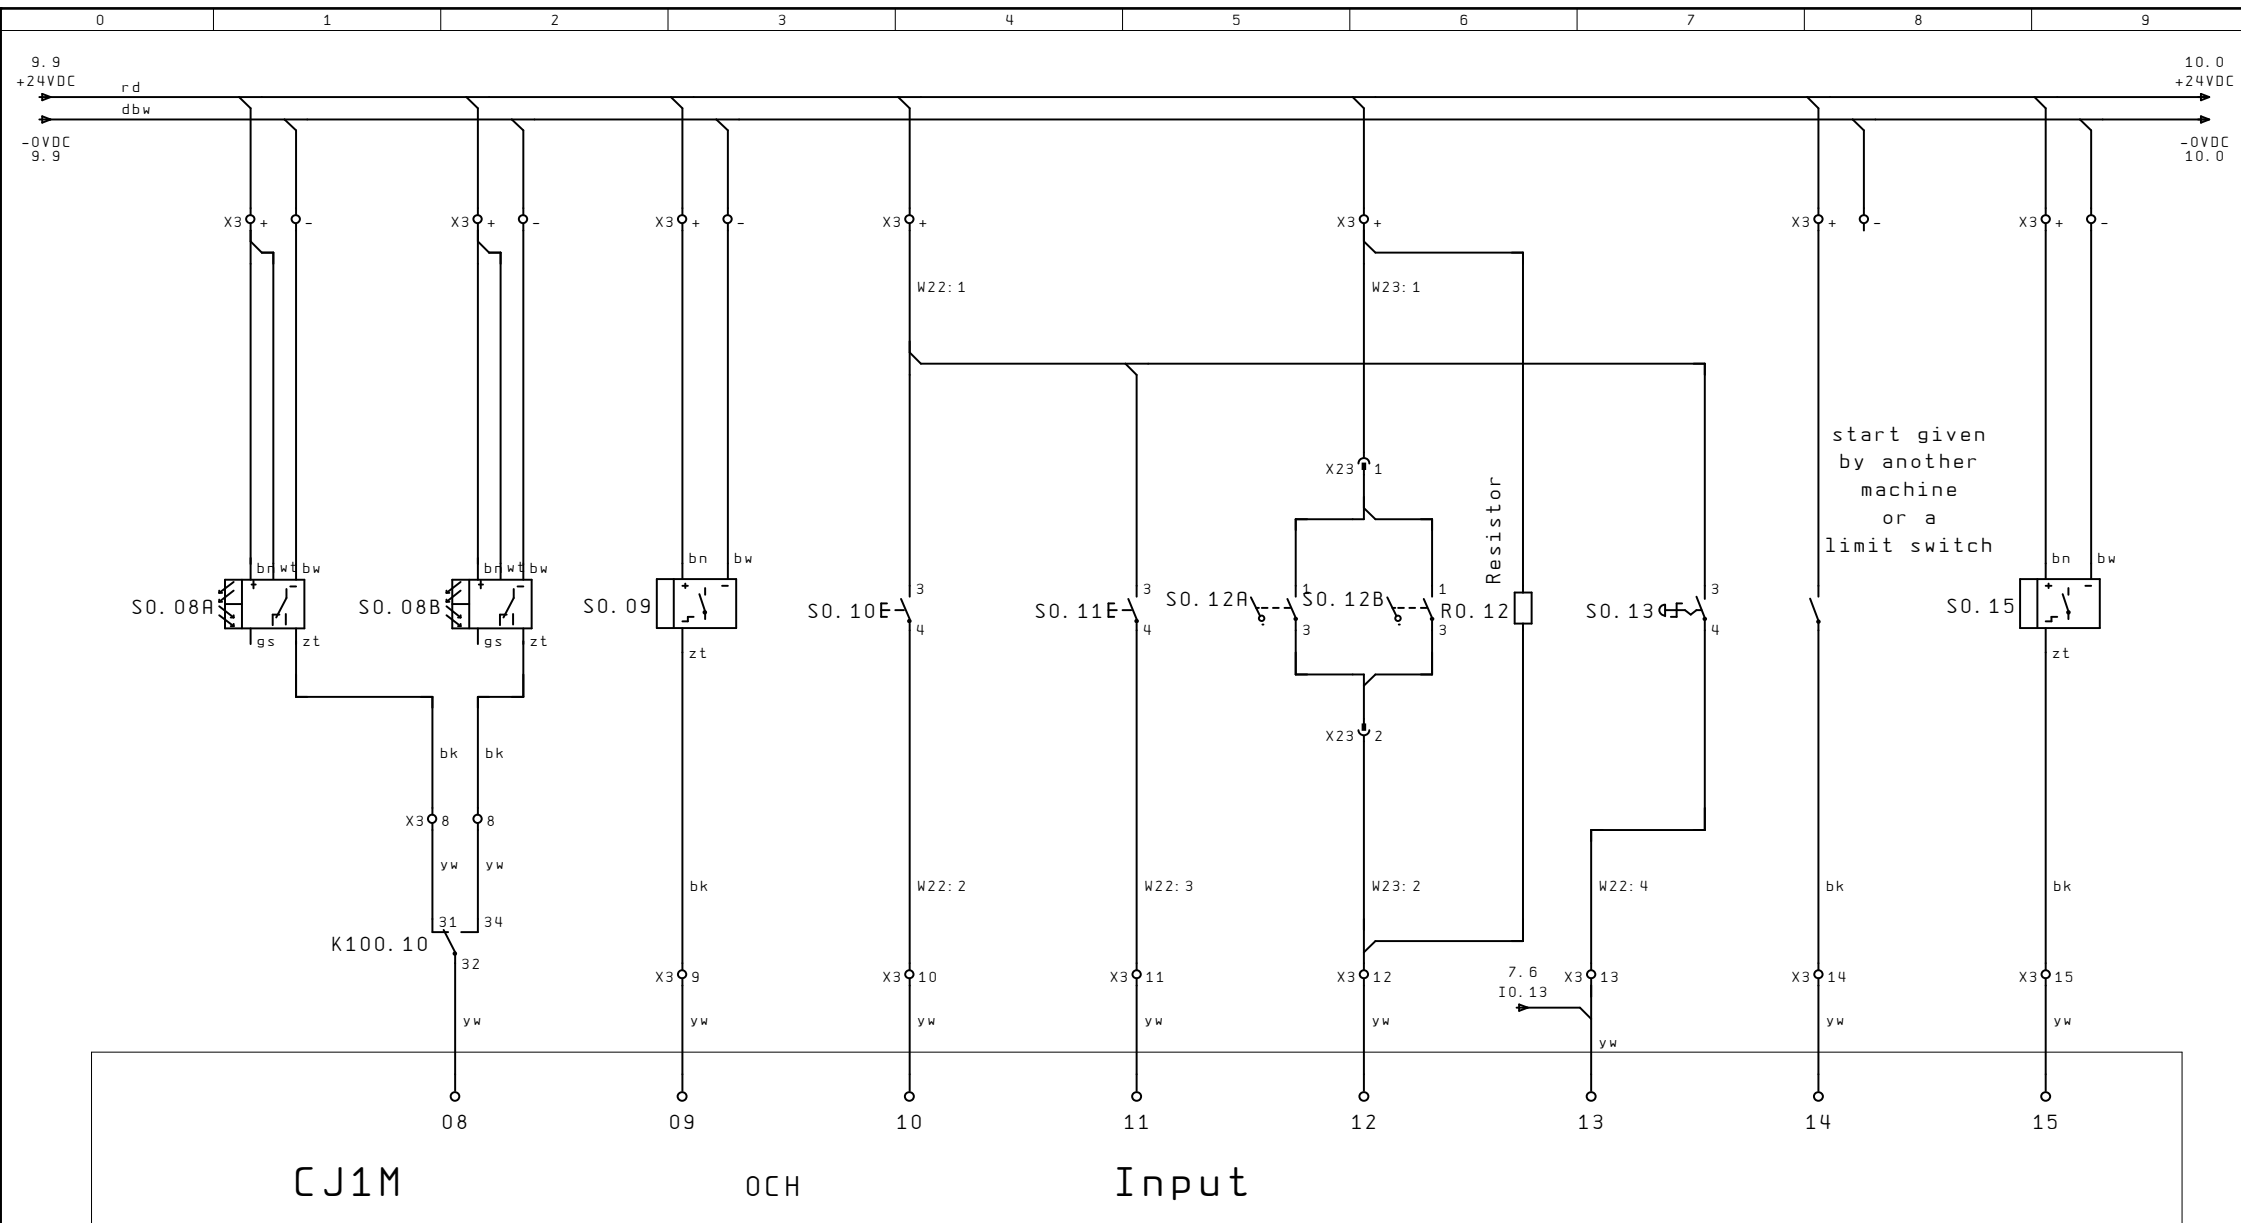 0 1 2 3 4 5 6 7 8 9
9.9 10.0
+24VDC +24VDC
rd
dbw
-0VDC -0VDC
9.9 10.0
X3 + - X3 + - X3 + - X3 + X3 + X3 + - X3 + -
W22:1 W23:1
start given
by another
machine
or a
limit switch
X23 1
Resistor
bn wt bw bn wt bw bn bw bn bw
3 3 1 1 3
S0.08A S0.08B S0.09 S0.10 S0.11 S0.12A S0.12B R0.12 S0.13 S0.15
4 4 3 3 4
gs zt gs zt zt zt
X23 2
bk bk
X3 8 8
yw yw
bk W22:2 W22:3 W23:2 W22:4 bk bk
31 34
K100.10
32
7.6
X3 9 X3 10 X3 11 X3 12 X3 13 X3 14 X3 15
I0.13
yw yw yw yw yw yw yw
yw
08 09 10 11 12 13 14 15
CJ1M 0CH Input